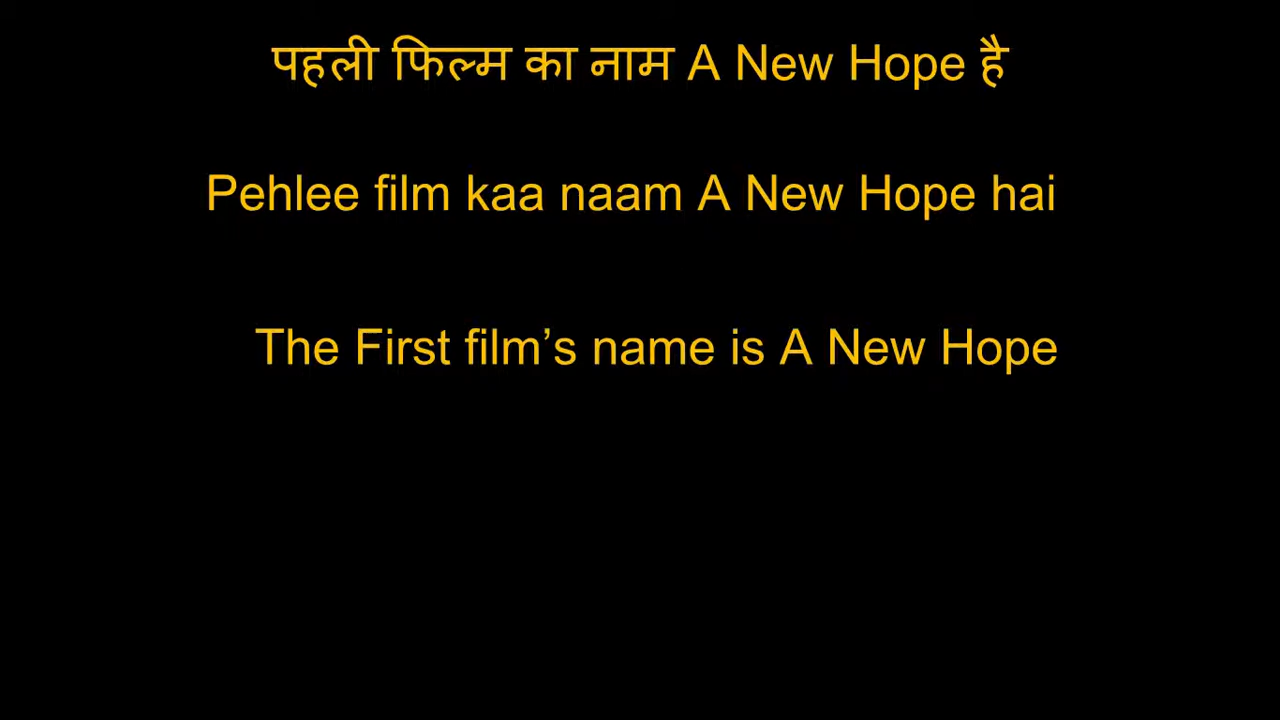 पहली फिल्म का नाम A New Hope है
Pehlee film kaa naam A New Hope hai
The First film’s name is A New Hope